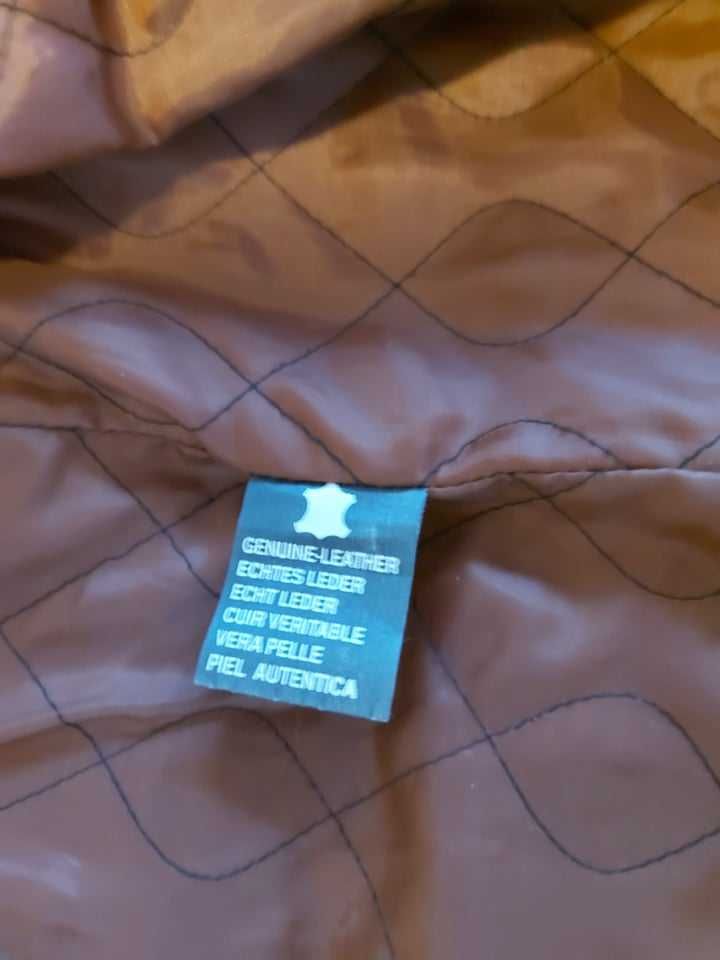 GENUINE-LEATHER
ECHTES LEDER
ECHT LEDER
CUIR VERITABLE
VERA PELLE
PIEL AUTENTICA